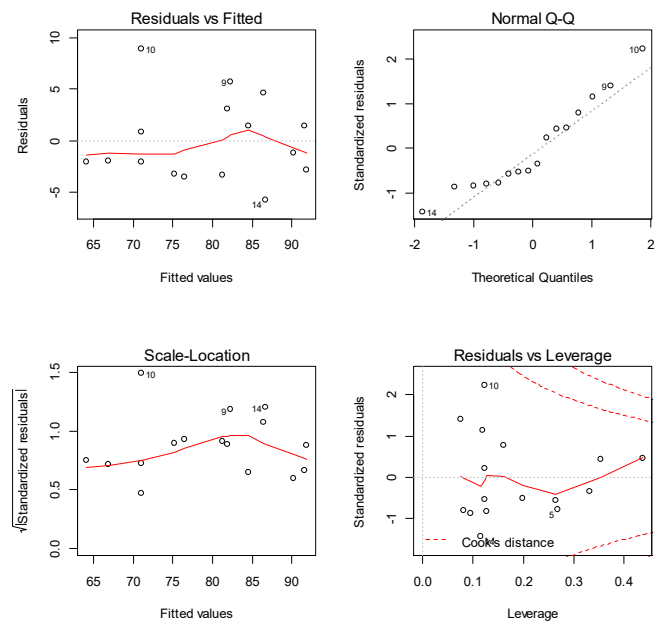 Residuals vs Fitted
Residuals
10
5
0
-5
65 70 75 80 85 90
Fitted values
10
9
14
Normal Q-Q
Standardized residuals
2
1
0
-1
-2 -1 0 1 2
Theoretical Quantiles
10
9
14
Scale-Location
√|Standardized residuals|
1.5
1.0
0.5
0.0
65 70 75 80 85 90
Fitted values
10
9
14
Residuals vs Leverage
Standardized residuals
2
1
0
-1
0.0 0.1 0.2 0.3 0.4
Leverage
10
5
Cook's distance